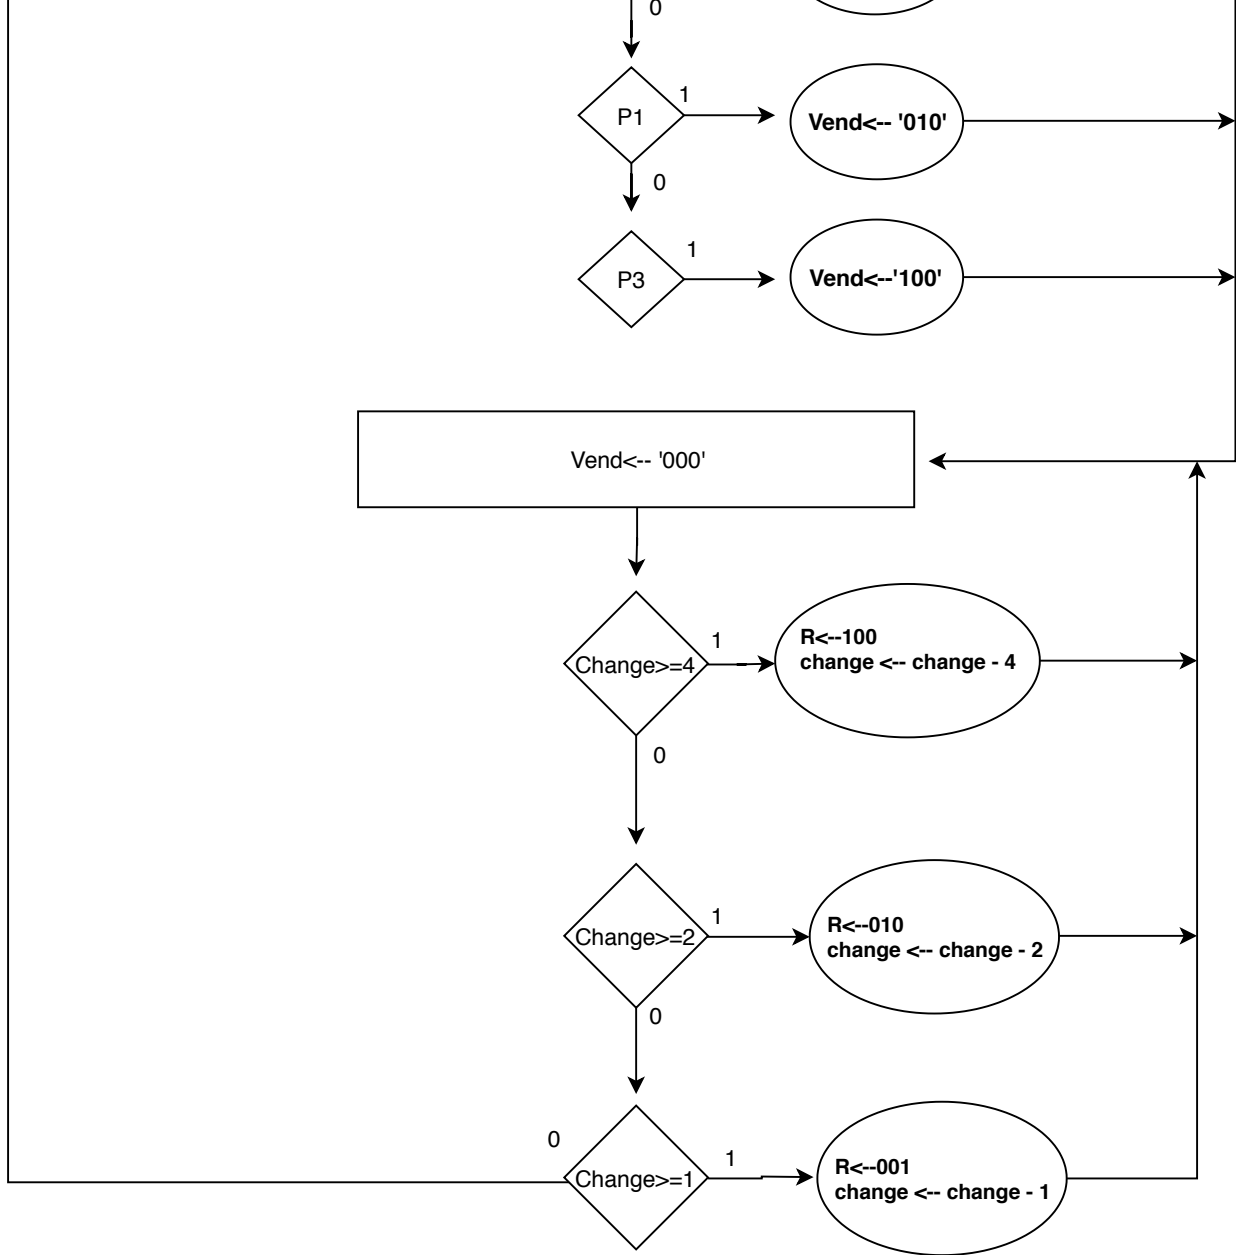 0
P1
1
Vend<-- '010'
0
P3
1
Vend<--'100'
Vend<-- '000'
Change>=4
1
R<--100
change <-- change - 4
0
Change>=2
1
R<--010
change <-- change - 2
0
0
Change>=1
1
R<--001
change <-- change - 1